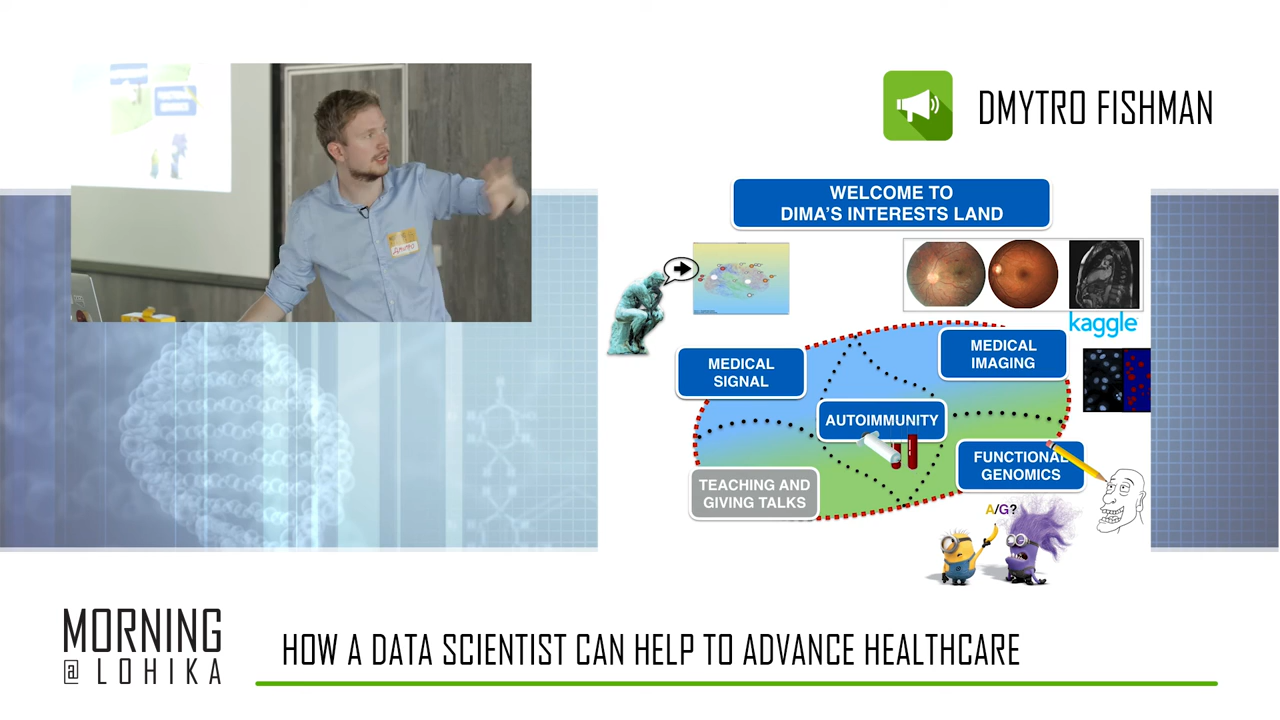 DMYTRO FISHMAN
WELCOME TO
DIMA'S INTERESTS LAND
kaggle
MEDICAL
SIGNAL
MEDICAL
IMAGING
AUTOIMMUNITY
FUNCTIONAL
GENOMICS
TEACHING AND
GIVING TALKS
A/G?
MORNING
@ LOHIKA
HOW A DATA SCIENTIST CAN HELP TO ADVANCE HEALTHCARE